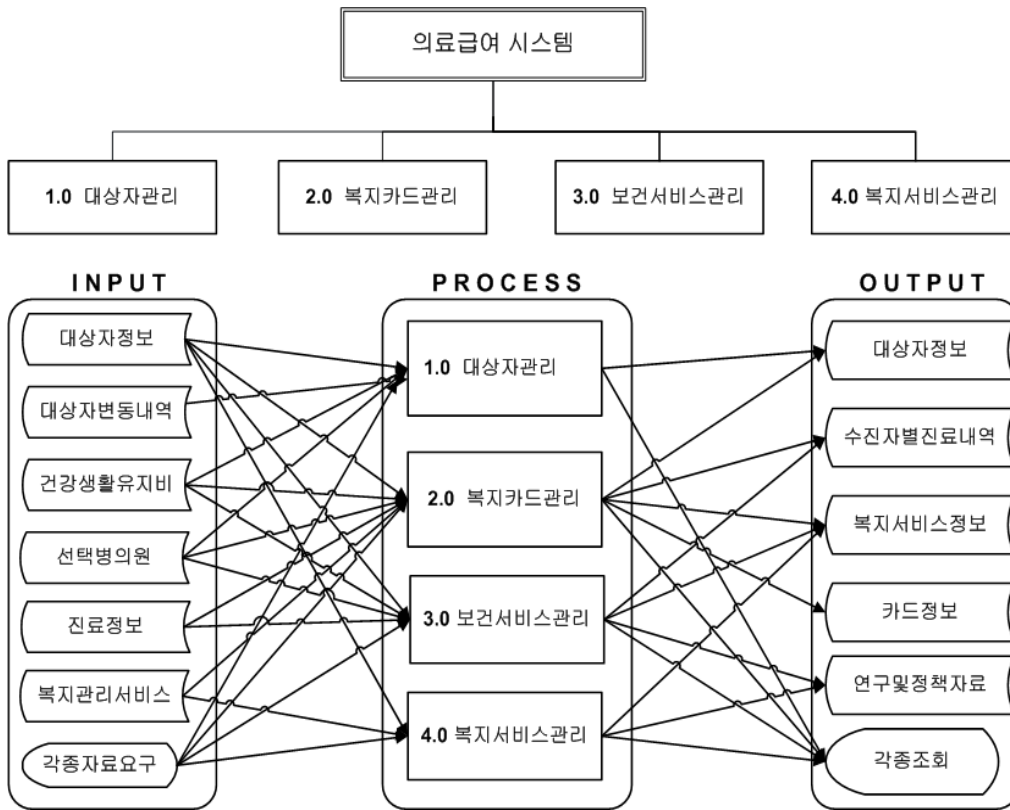 의료급여 시스템
1.0 대상자관리
2.0 복지카드관리
3.0 보건서비스관리
4.0 복지서비스관리
INPUT
PROCESS
OUTPUT
대상자정보
대상자변동내역
건강생활유지비
선택병의원
진료정보
복지관리서비스
각종자료요구
1.0 대상자관리
2.0 복지카드관리
3.0 보건서비스관리
4.0 복지서비스관리
대상자정보
수진자별진료내역
복지서비스정보
카드정보
연구및정책자료
각종조회